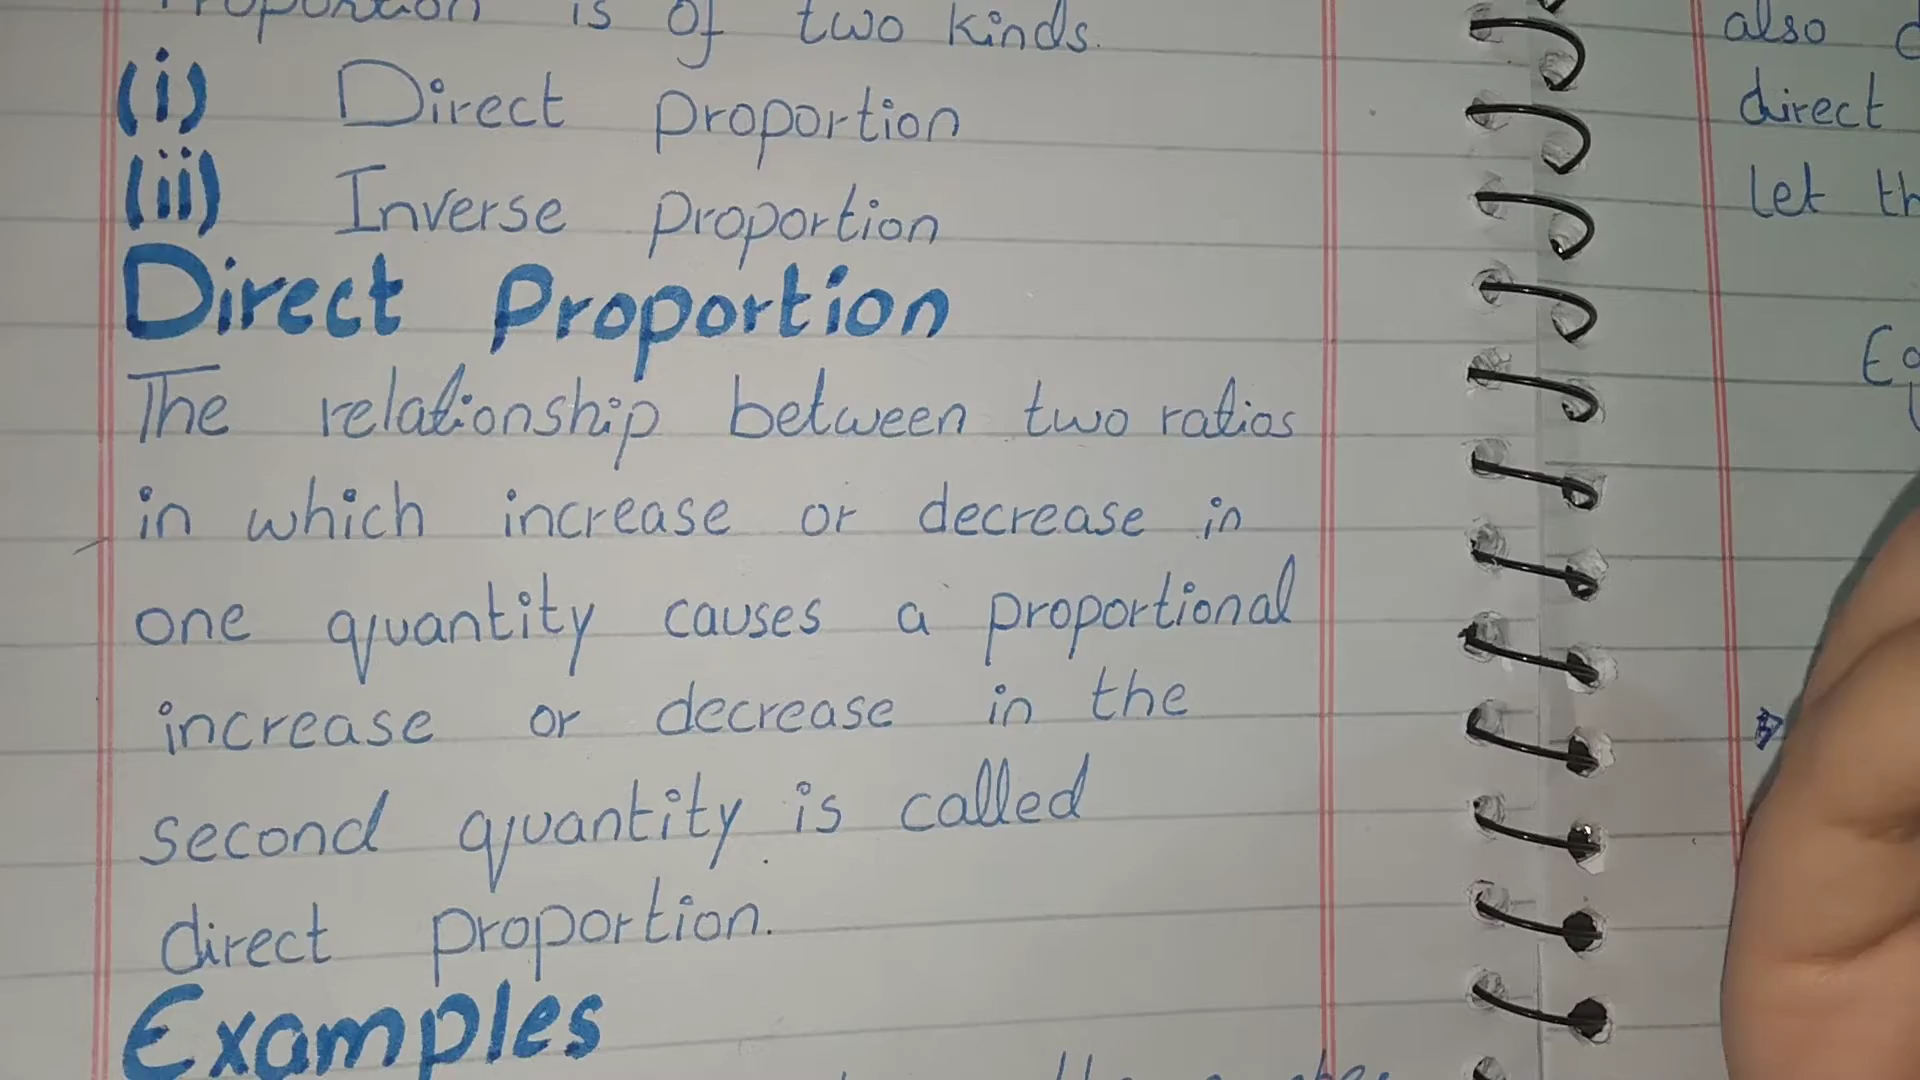 Proportion is of two kinds.
(i) Direct proportion
(ii) Inverse proportion
Direct Proportion
The relationship between two ratios
in which increase or decrease in
one quantity causes a proportional
increase or decrease in the
second quantity is called
direct proportion.
Examples
also
direct
let